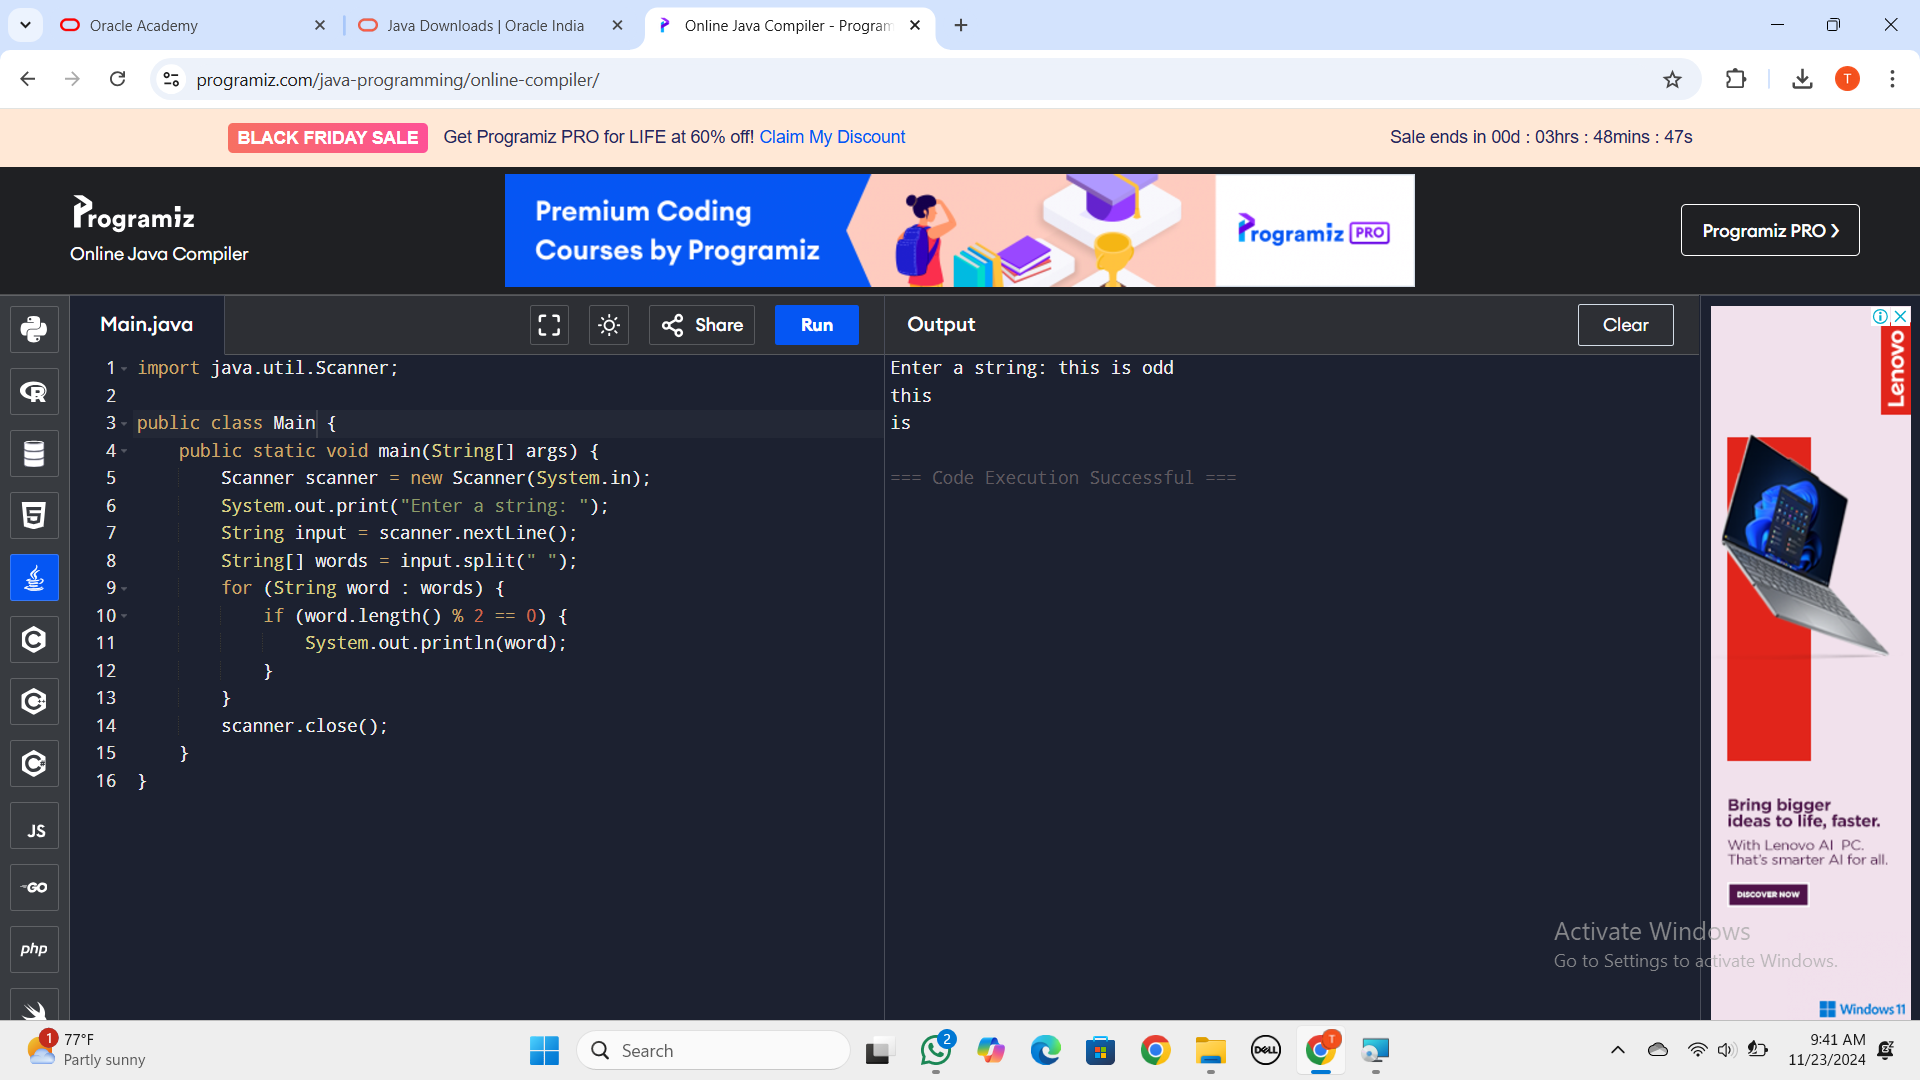 Oracle Academy
Java Downloads | Oracle India
Online Java Compiler - Program
programiz.com/java-programming/online-compiler/
T
BLACK FRIDAY SALE Get Programiz PRO for LIFE at 60% off! Claim My Discount
Sale ends in 00d : 03hrs : 48mins : 47s
Programiz
Online Java Compiler
Premium Coding
Courses by Programiz
Programiz PRO
Programiz PRO
Main.java
Share
Run
Output
Clear
1 import java.util.Scanner;
2
3 public class Main {
4 public static void main(String[] args) {
5 Scanner scanner = new Scanner(System.in);
6 System.out.print("Enter a string: ");
7 String input = scanner.nextLine();
8 String[] words = input.split(" ");
9 for (String word : words) {
10 if (word.length() % 2 == 0) {
11 System.out.println(word);
12 }
13 }
14 scanner.close();
15 }
16 }
Enter a string: this is odd
this
is
=== Code Execution Successful ===
JS
GO
php
Lenovo
Bring bigger
ideas to life, faster.
With Lenovo AI PC.
That's smarter AI for all.
DISCOVER NOW
Windows 11
Activate Windows
Go to Settings to activate Windows.
1
77°F
Partly sunny
Search
2
DELL
T
9:41 AM
11/23/2024